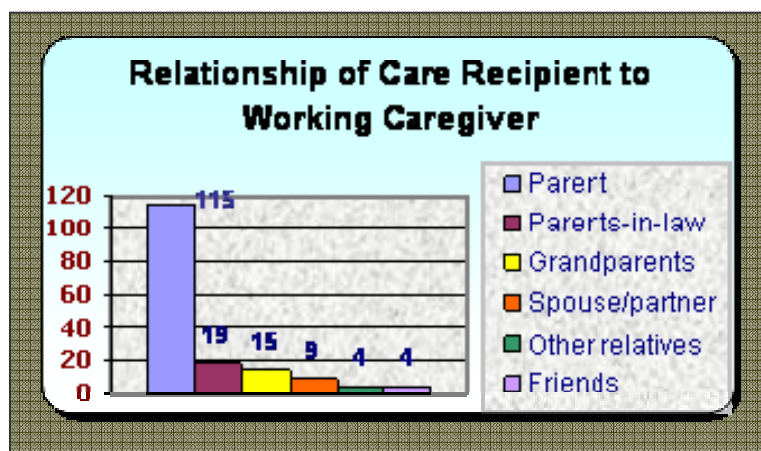 Relationship of Care Recipient to
Working Caregiver
120
100
80
60
40
20
0
115
19
15
9
4
4
Parert
Parerts-in-law
Grandparents
Spouse/partner
Other relatives
Friends